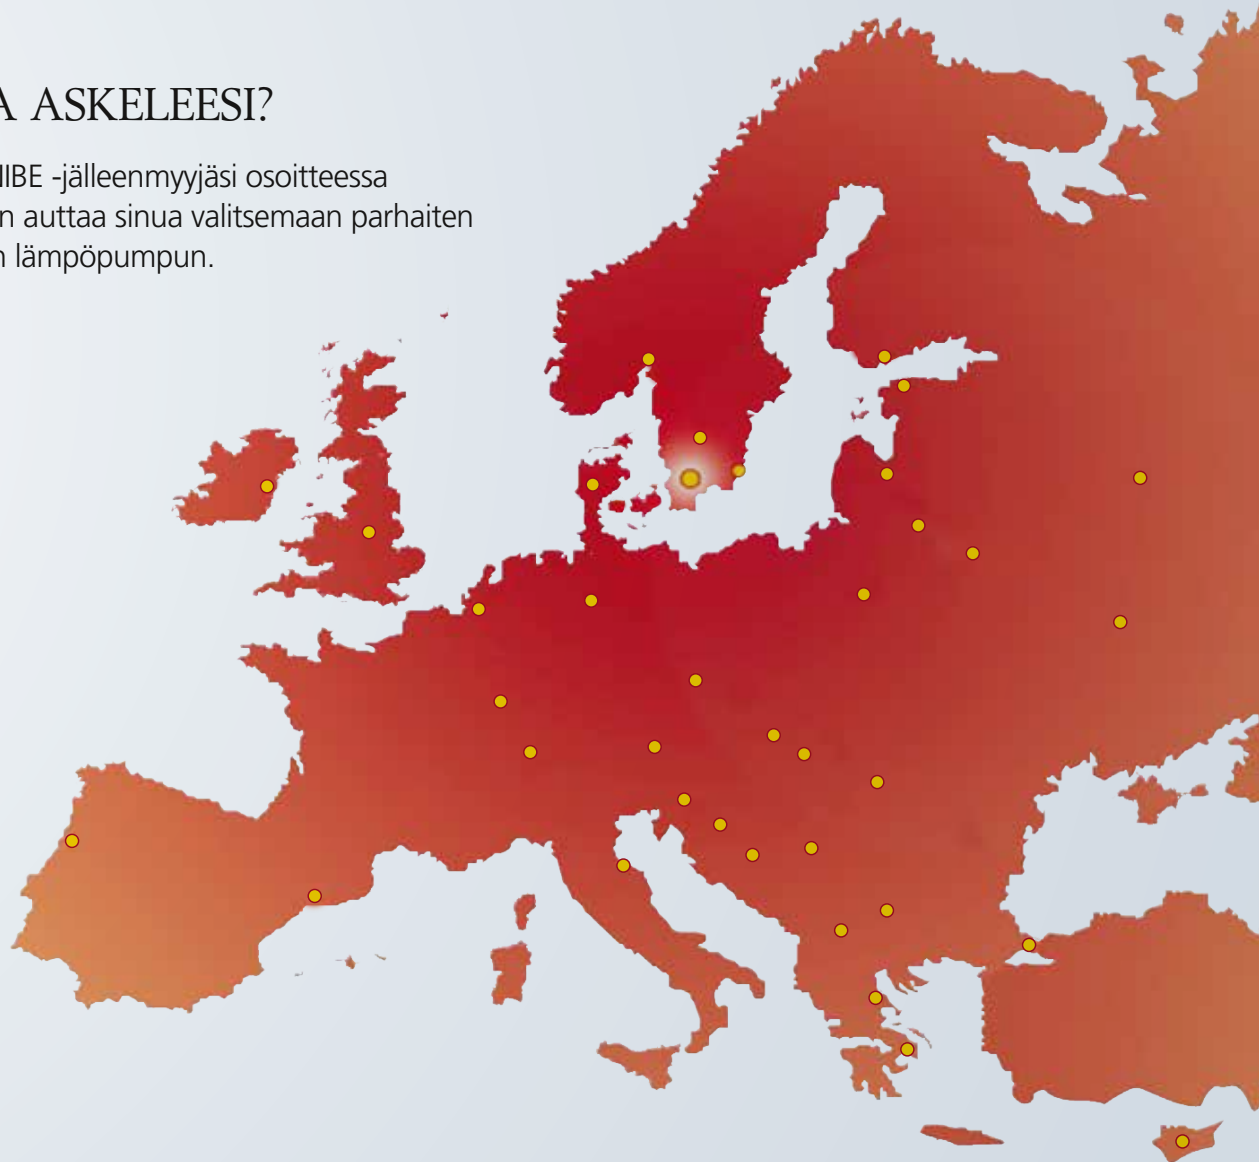 A ASKELEESI?
IBE -jälleenmyyjäsi osoitteessa
n auttaa sinua valitsemaan parhaiten
n lämpöpumpun.